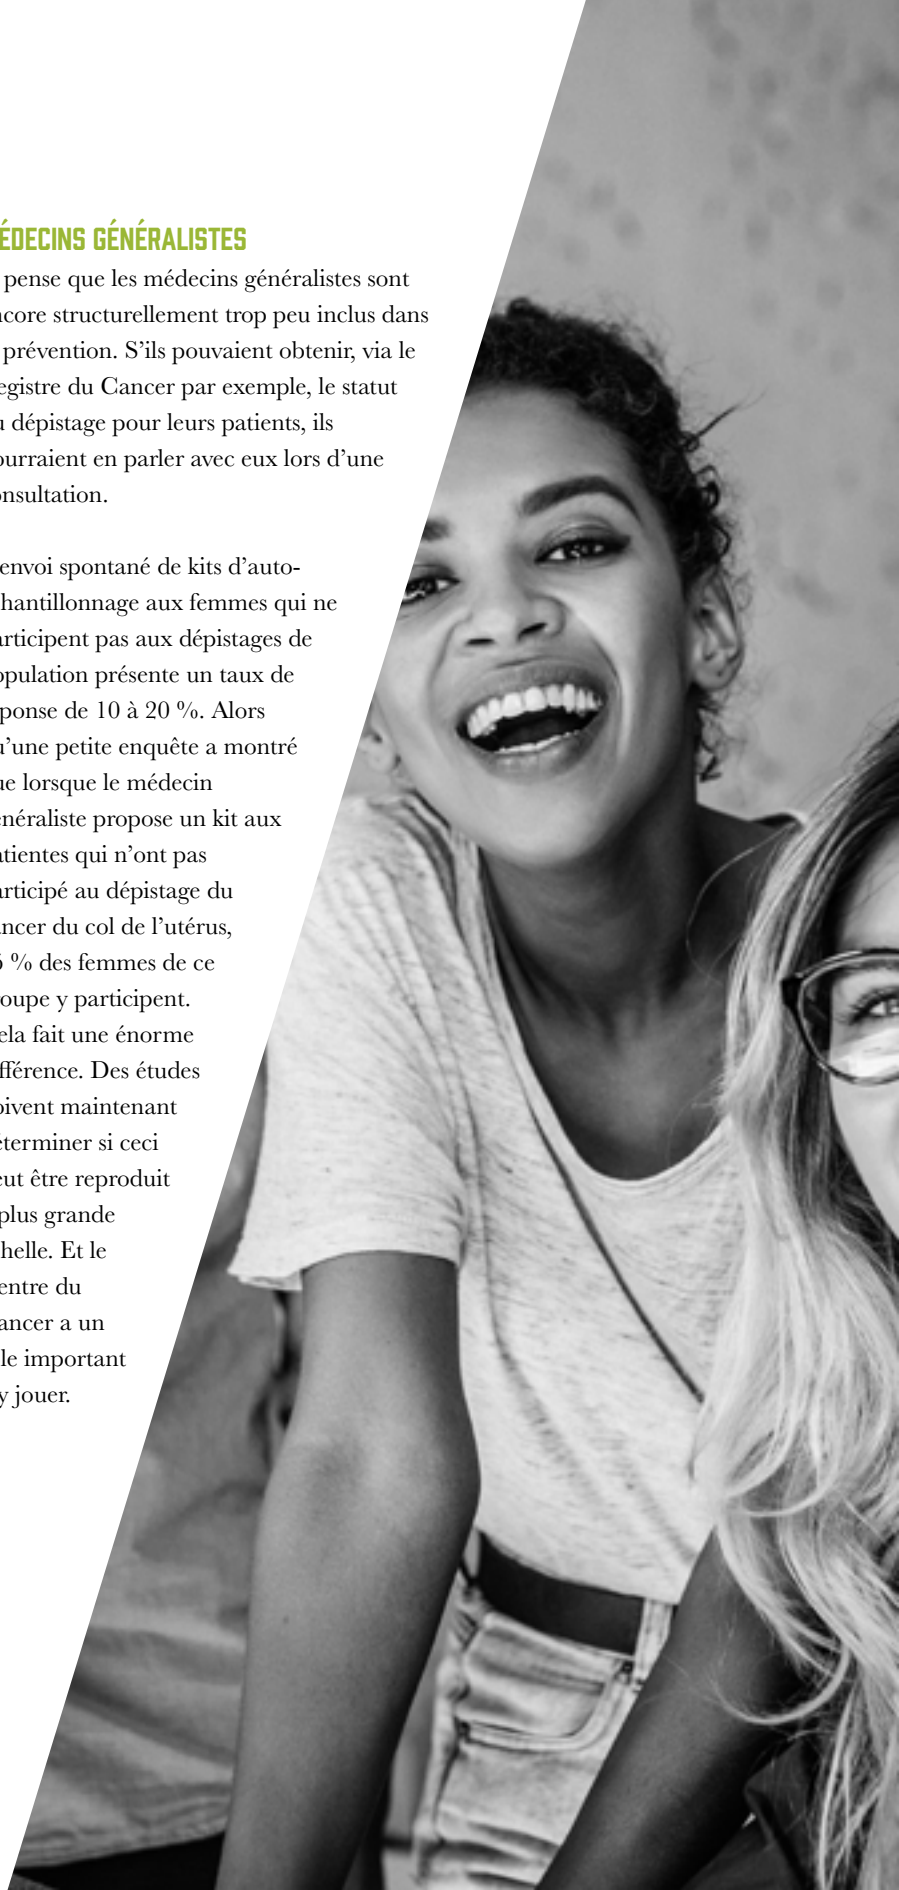 ÉDECINS GÉNÉRALISTES
pense que les médecins généralistes sont
ncore structurellement trop peu inclus dans
prévention. S’ils pouvaient obtenir, via le
egistre du Cancer par exemple, le statut
u dépistage pour leurs patients, ils
ourraient en parler avec eux lors d’une
onsultation.
envoi spontané de kits d’auto-
hantillonnage aux femmes qui ne
articipent pas aux dépistages de
opulation présente un taux de
ponse de 10 à 20 %. Alors
u’une petite enquête a montré
ue lorsque le médecin
énéraliste propose un kit aux
atientes qui n’ont pas
articipé au dépistage du
ancer du col de l’utérus,
% des femmes de ce
oupe y participent.
ela fait une énorme
fférence. Des études
oivent maintenant
éterminer si ceci
eut être reproduit
plus grande
helle. Et le
entre du
ancer a un
le important
y jouer.